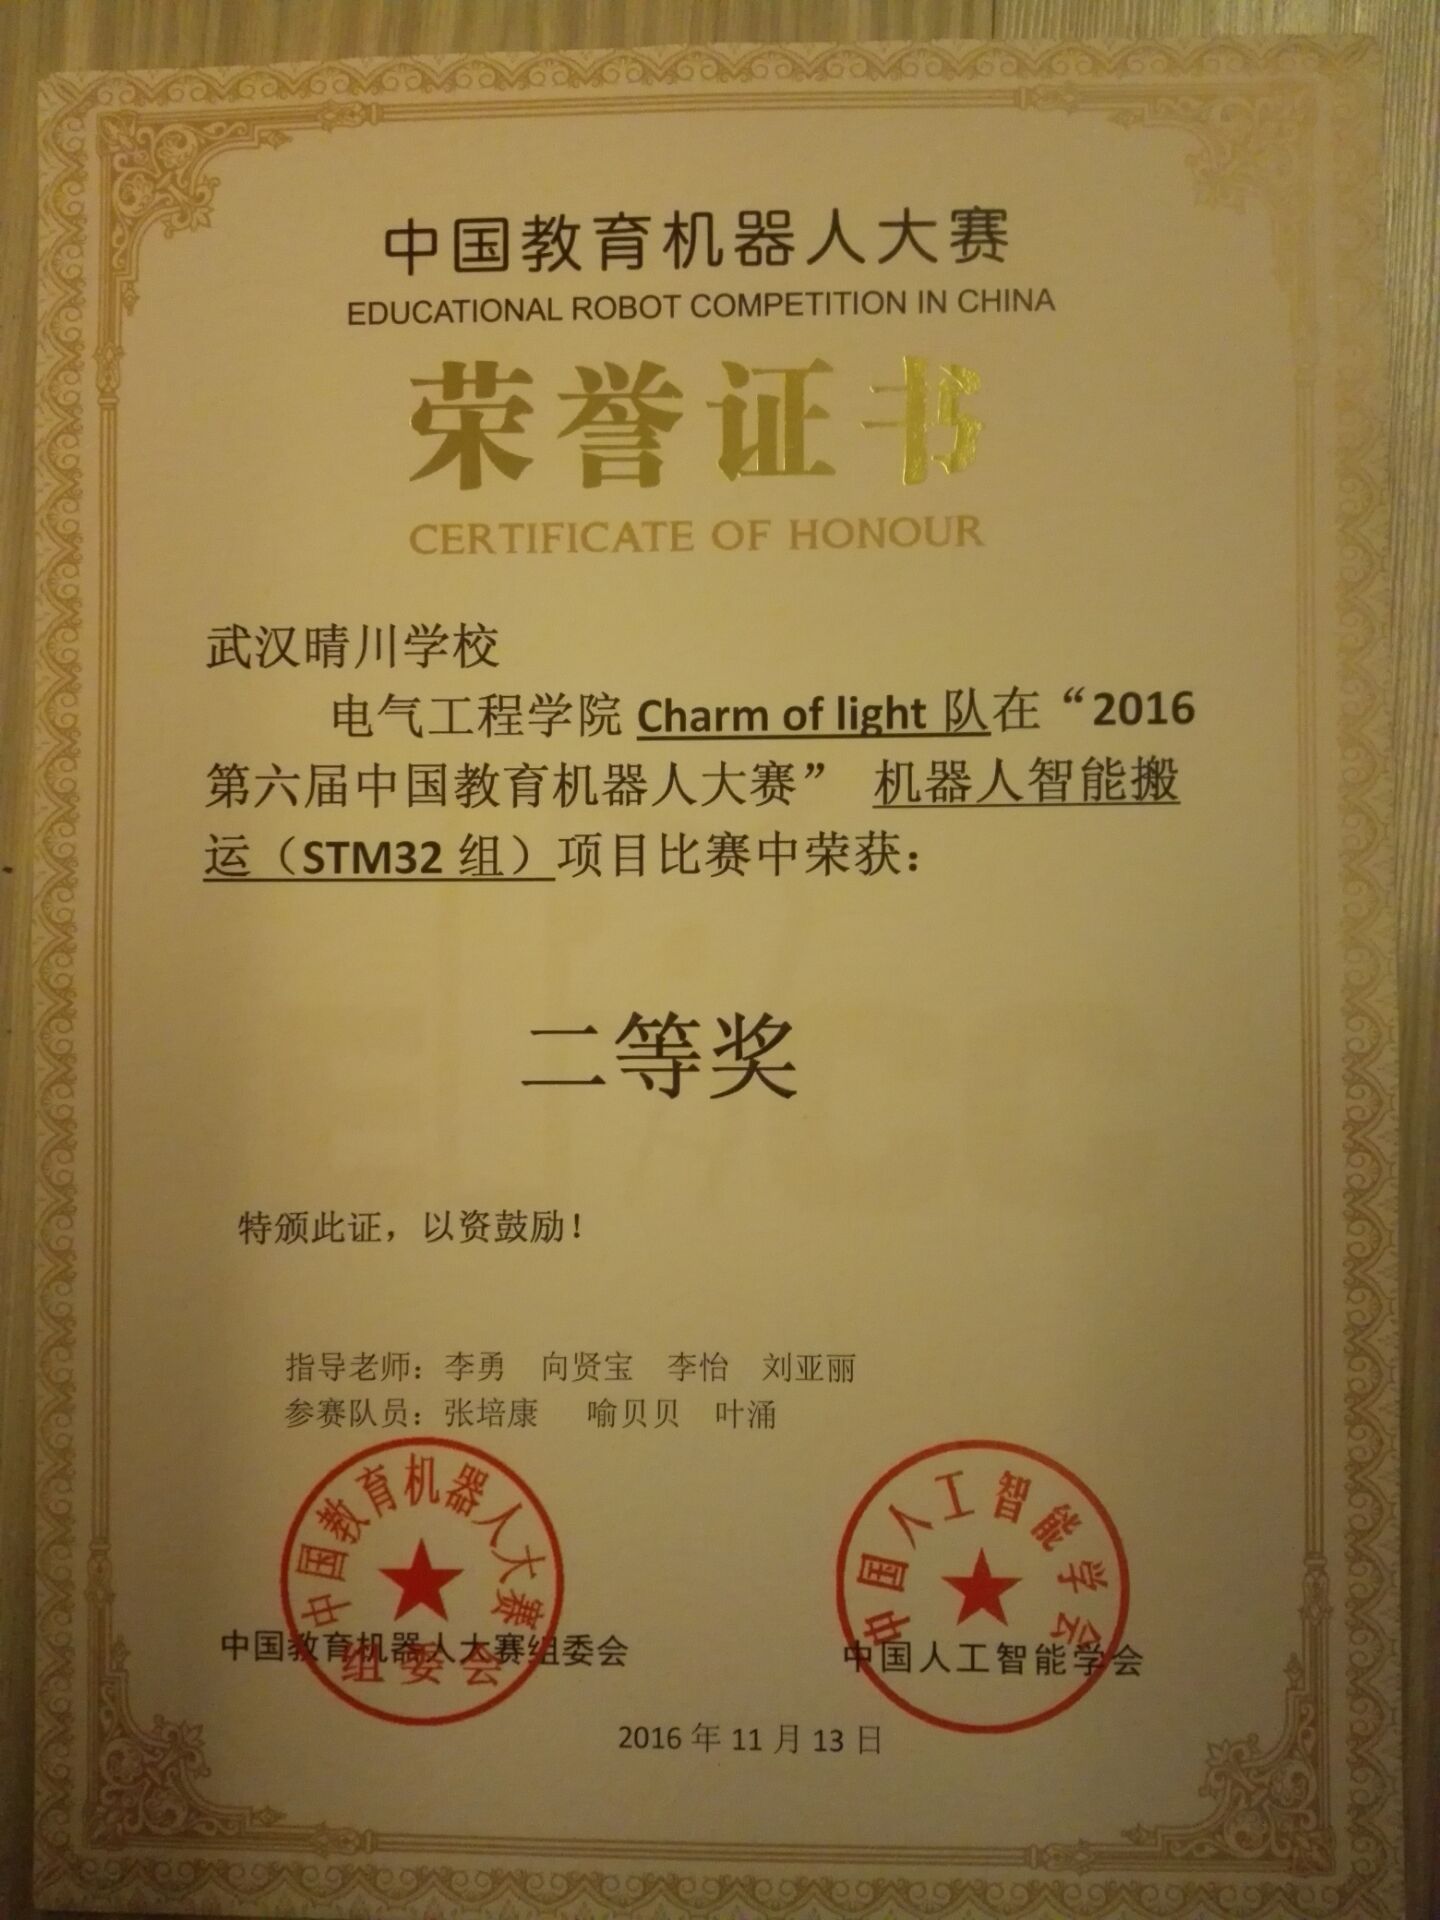 中国教育机器人大赛
EDUCATIONAL ROBOT COMPETITION IN CHINA
荣誉证书
CERTIFICATE OF HONOUR
武汉晴川学校
电气工程学院 Charm of light 队在“2016
第六届中国教育机器人大赛” 机器人智能搬
运（STM32 组）项目比赛中荣获：
二等奖
特颁此证，以资鼓励！
指导老师：李勇 向贤宝 李怡 刘亚丽
参赛队员：张培康 喻贝贝 叶涌
中国教育机器人大赛
组委会
中国人工智能学会
中国教育机器人大赛组委会
中国人工智能学会
2016 年 11 月 13 日